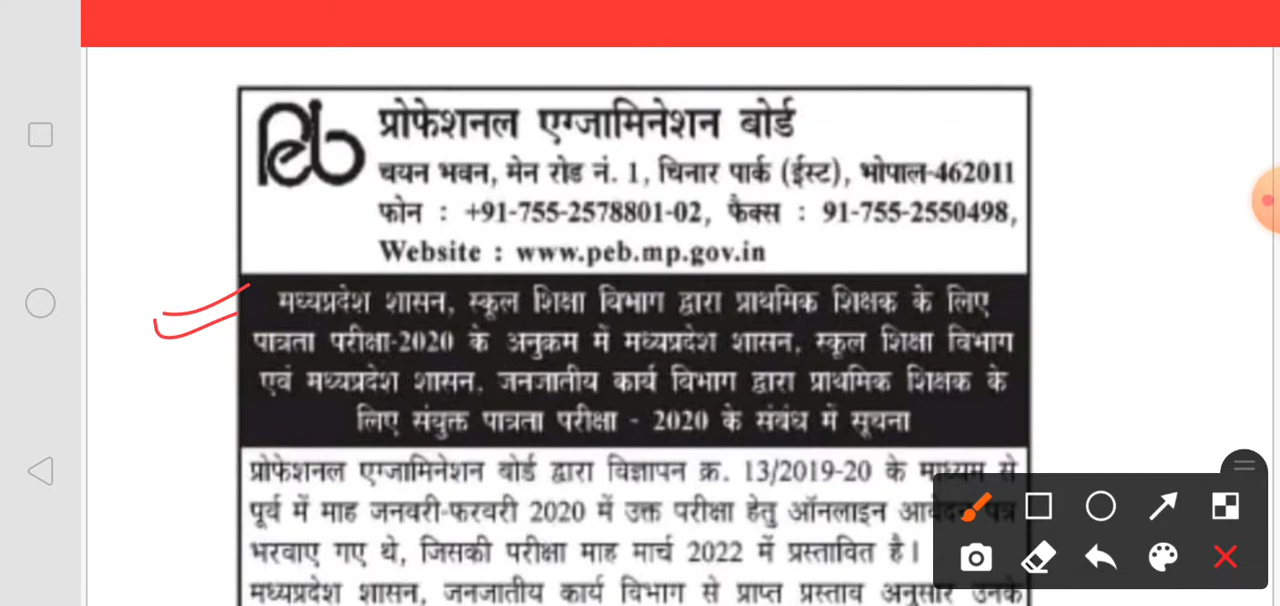 Peb
प्रोफेशनल एग्जामिनेशन बोर्ड
चयन भवन, मेन रोड नं. 1, चिनार पार्क (ईस्ट), भोपाल-462011
फोन : +91-755-2578801-02, फैक्स : 91-755-2550498,
Website : www.peb.mp.gov.in
मध्यप्रदेश शासन, स्कूल शिक्षा विभाग द्वारा प्राथमिक शिक्षक के लिए
पात्रता परीक्षा-2020 के अनुक्रम में मध्यप्रदेश शासन, स्कूल शिक्षा विभाग
एवं मध्यप्रदेश शासन, जनजातीय कार्य विभाग द्वारा प्राथमिक शिक्षक के
लिए संयुक्त पात्रता परीक्षा - 2020 के संबंध में सूचना
प्रोफेशनल एग्जामिनेशन बोर्ड द्वारा विज्ञापन क्र. 13/2019-20 के माध्यम से
पूर्व में माह जनवरी-फरवरी 2020 में उक्त परीक्षा हेतु ऑनलाइन आवेदन पत्र
भरवाए गए थे, जिसकी परीक्षा माह मार्च 2022 में प्रस्तावित है।
मध्यप्रदेश शासन, जनजातीय कार्य विभाग से प्राप्त प्रस्ताव अनुसार उनके